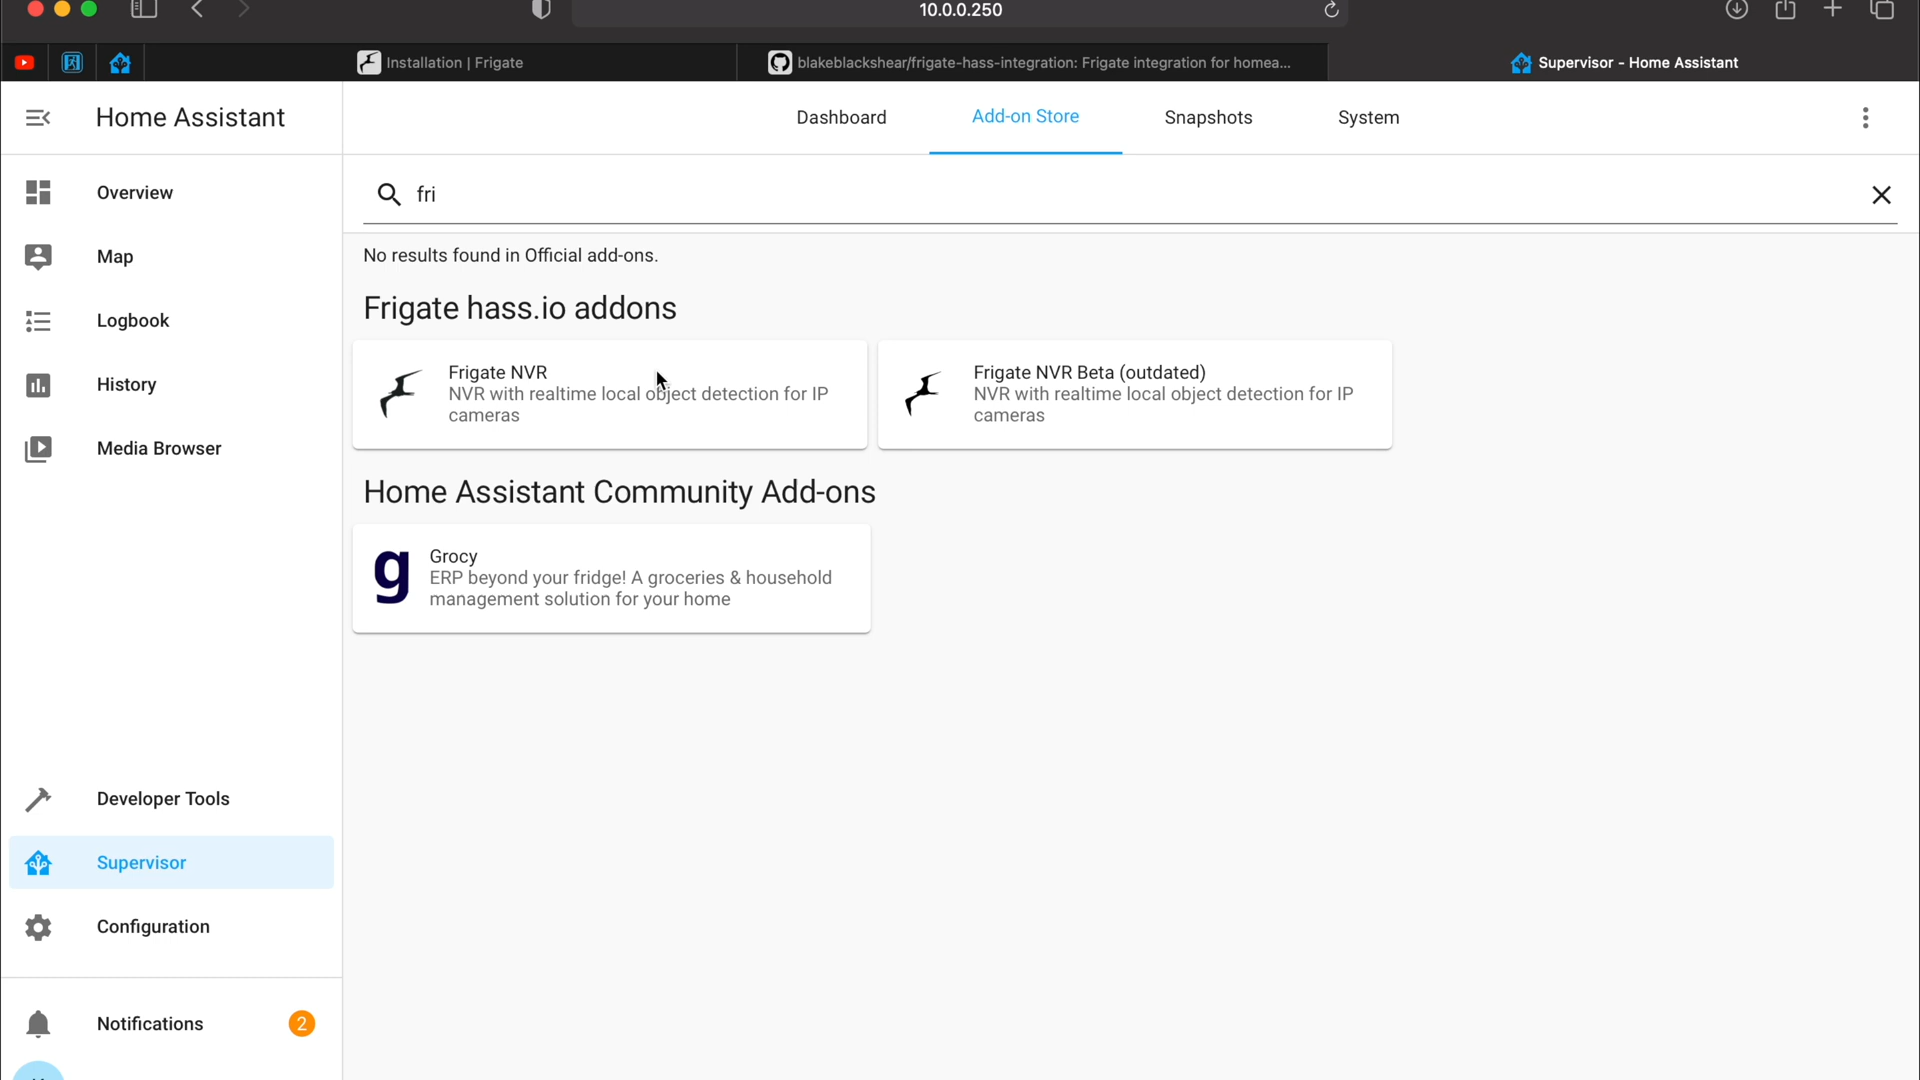 10.0.0.250
Installation | Frigate
blakeblackshear/frigate-hass-integration: Frigate integration for homea...
Supervisor - Home Assistant
Home Assistant
Dashboard
Add-on Store
Snapshots
System
Overview
Map
Logbook
History
Media Browser
Developer Tools
Supervisor
Configuration
Notifications
2
fri
No results found in Official add-ons.
Frigate hass.io addons
Frigate NVR
NVR with realtime local object detection for IP
cameras
Frigate NVR Beta (outdated)
NVR with realtime local object detection for IP
cameras
Home Assistant Community Add-ons
g
Grocy
ERP beyond your fridge! A groceries & household
management solution for your home